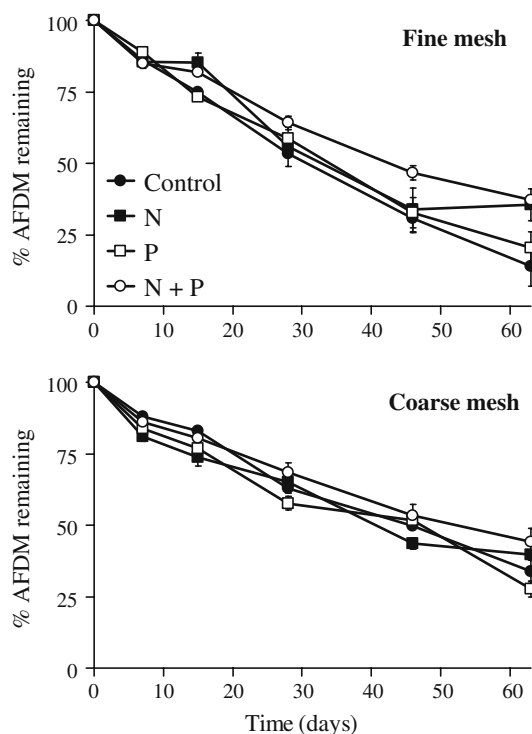 Fine mesh
100
75
50
25
0
% AFDM remaining
Control
N
P
N + P
0 10 20 30 40 50 60
Coarse mesh
100
75
50
25
0
% AFDM remaining
0 10 20 30 40 50 60
Time (days)